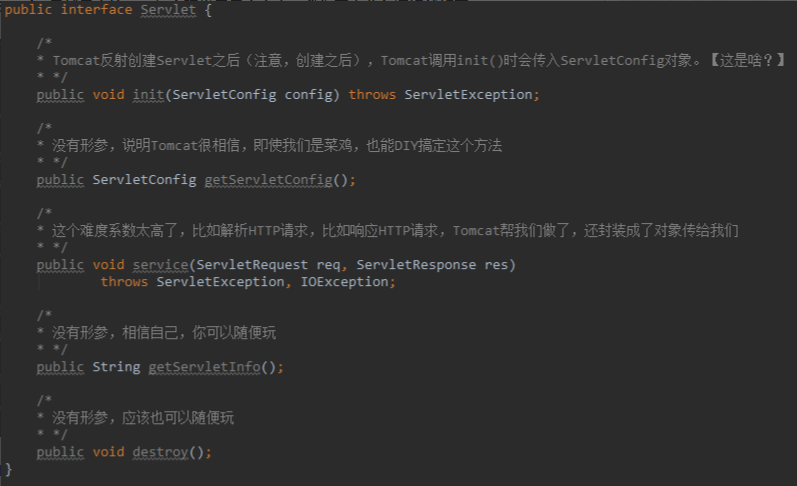 public interface Servlet {
/*
* Tomcat反射创建Servlet之后（注意，创建之后），Tomcat调用init()时会传入ServletConfig对象。【这是啥？】
* */
public void init(ServletConfig config) throws ServletException;
/*
* 没有形参，说明Tomcat很相信，即使我们是菜鸡，也能DIY搞定这个方法
* */
public ServletConfig getServletConfig();
/*
* 这个难度系数太高了，比如解析HTTP请求，比如响应HTTP请求，Tomcat帮我们做了，还封装成了对象传给我们
* */
public void service(ServletRequest req, ServletResponse res)
throws ServletException, IOException;
/*
* 没有形参，相信自己，你可以随便玩
* */
public String getServletInfo();
/*
* 没有形参，应该也可以随便玩
* */
public void destroy();
}